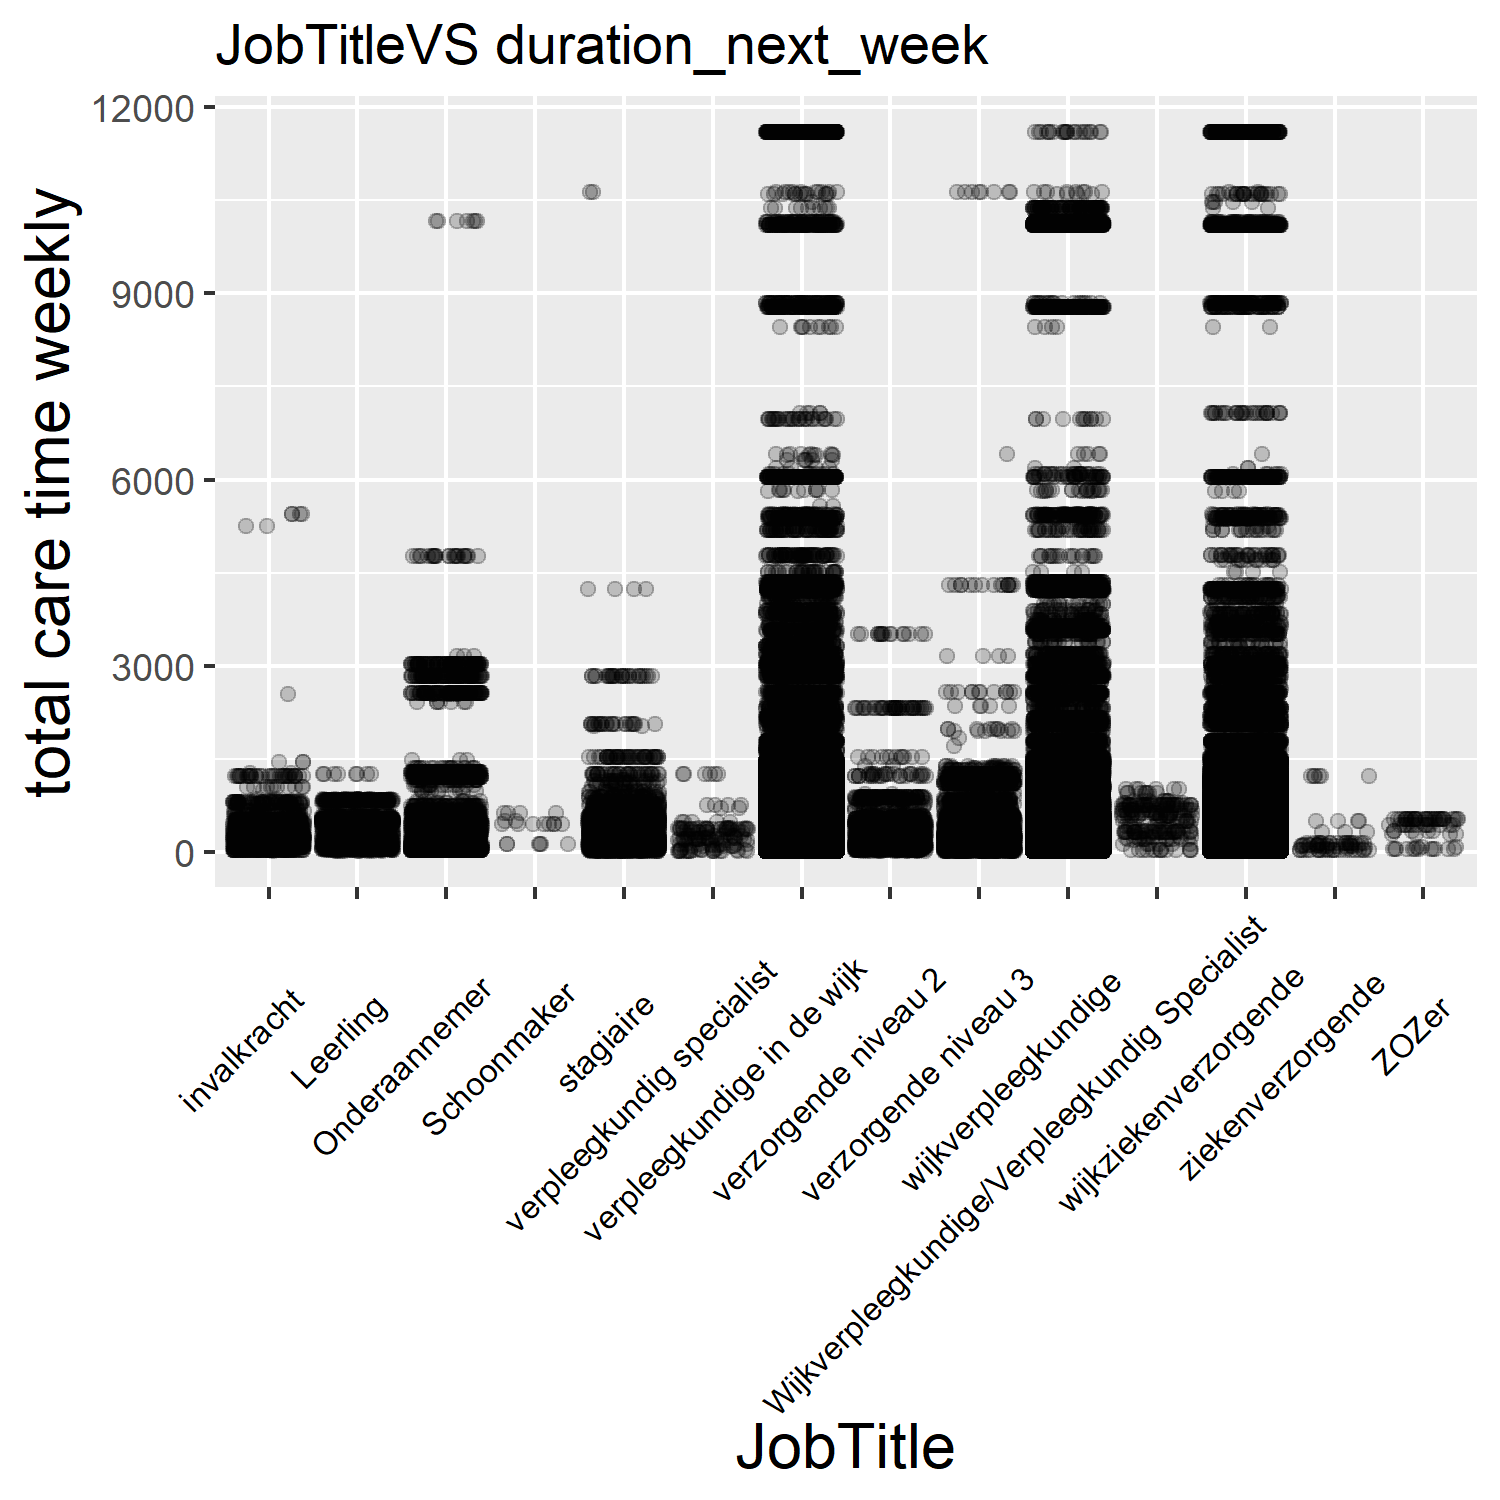 JobTitleVS duration_next_week
total care time weekly
12000
9000
6000
3000
0
invalkracht
Leerling
Onderaannemer
Schoonmaker
stagiaire
verpleegkundig specialist
verpleegkundige in de wijk
verzorgende niveau 2
verzorgende niveau 3
wijkverpleegkundige
Wijkverpleegkundige/Verpleegkundig Specialist
wijkziekenverzorgende
ziekenverzorgende
ZOZer
JobTitle